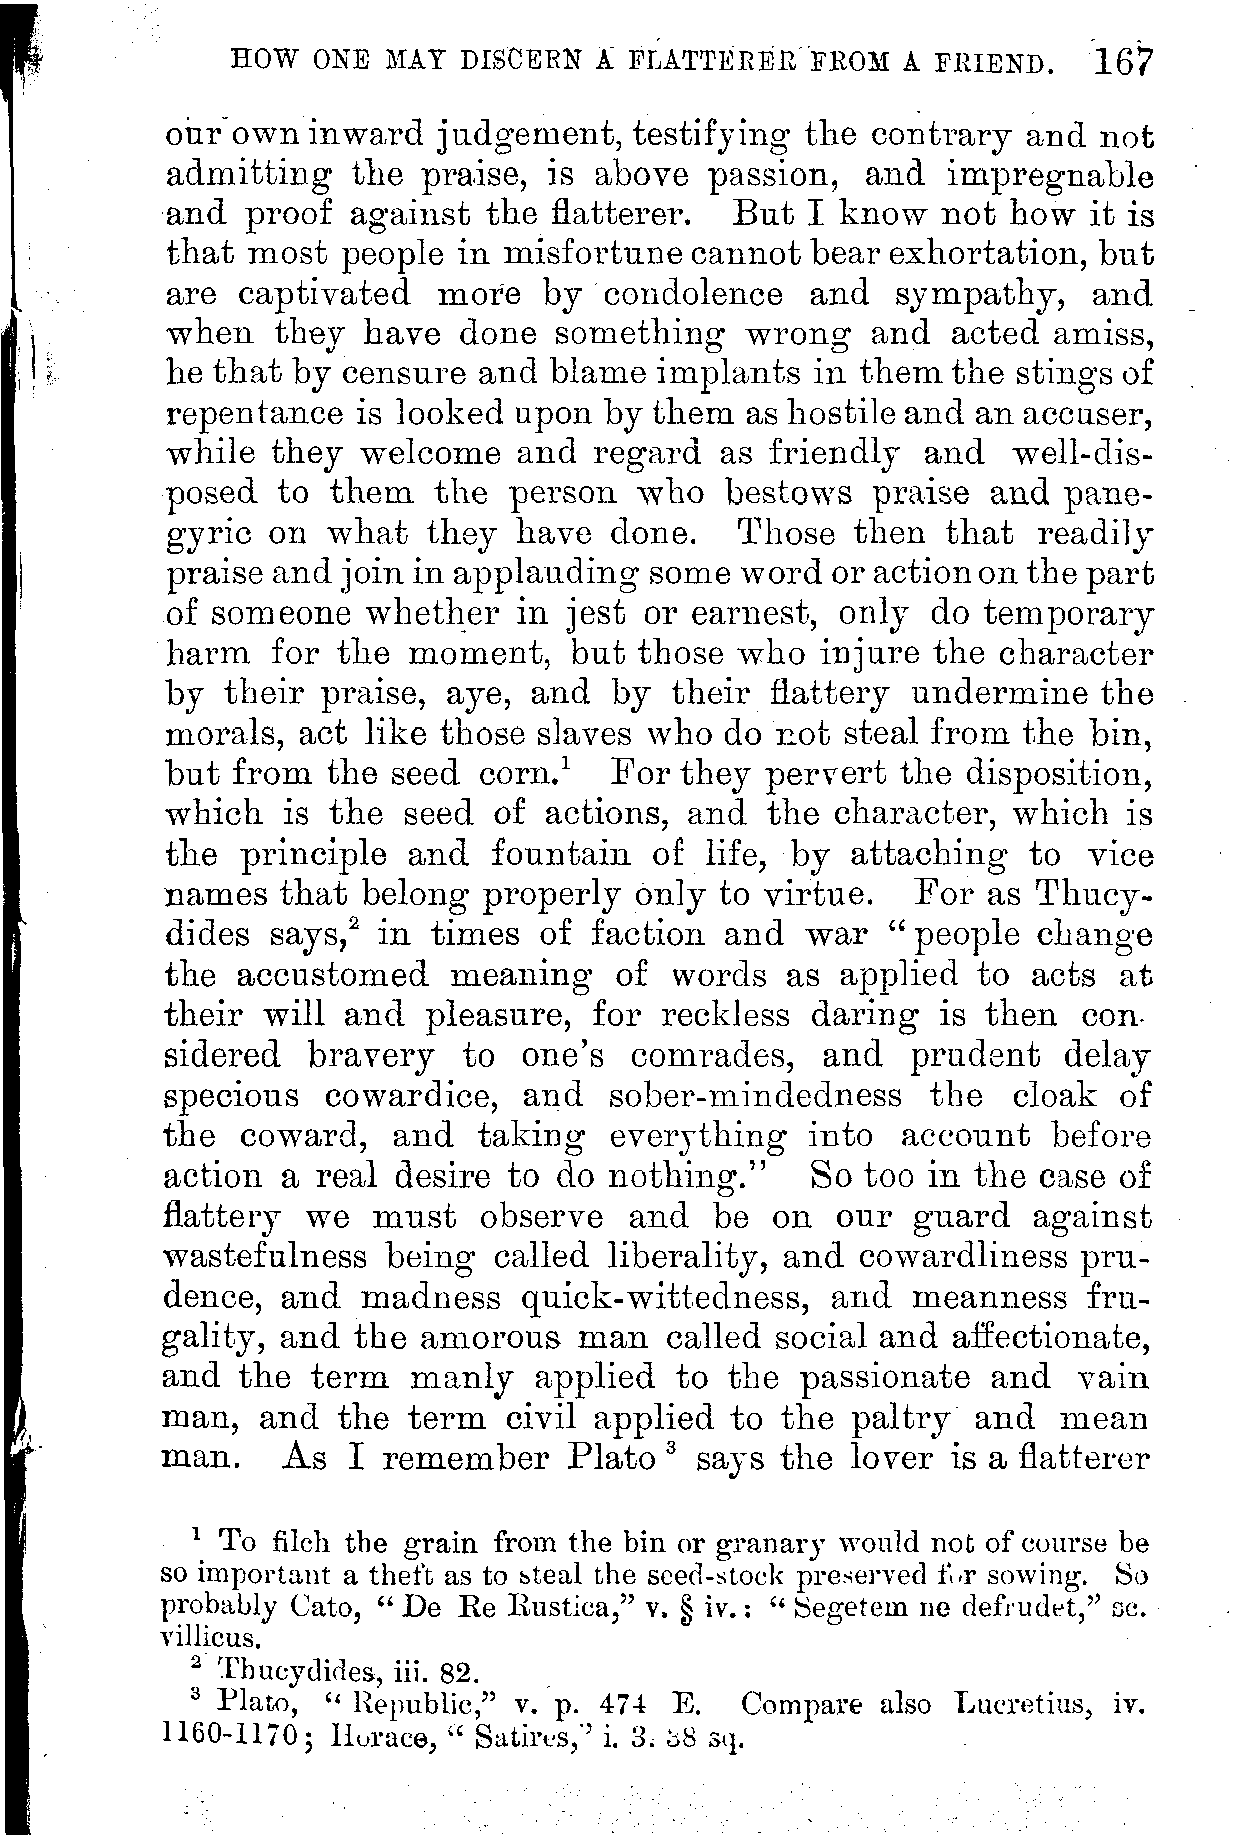 HOW ONE MAY DISCERN A FLATTERER FROM A FRIEND. 167
our own inward judgement, testifying the contrary and not
admitting the praise, is above passion, and impregnable
and proof against the flatterer. But I know not how it is
that most people in misfortune cannot bear exhortation, but
are captivated more by condolence and sympathy, and
when they have done something wrong and acted amiss,
he that by censure and blame implants in them the stings of
repentance is looked upon by them as hostile and an accuser,
while they welcome and regard as friendly and well-dis-
posed to them the person who bestows praise and pane-
gyric on what they have done. Those then that readily
praise and join in applauding some word or action on the part
of someone whether in jest or earnest, only do temporary
harm for the moment, but those who injure the character
by their praise, aye, and by their flattery undermine the
morals, act like those slaves who do not steal from the bin,
but from the seed corn.¹ For they pervert the disposition,
which is the seed of actions, and the character, which is
the principle and fountain of life, by attaching to vice
names that belong properly only to virtue. For as Thucy-
dides says,² in times of faction and war “people change
the accustomed meaning of words as applied to acts at
their will and pleasure, for reckless daring is then con-
sidered bravery to one's comrades, and prudent delay
specious cowardice, and sober-mindedness the cloak of
the coward, and taking everything into account before
action a real desire to do nothing.” So too in the case of
flattery we must observe and be on our guard against
wastefulness being called liberality, and cowardliness pru-
dence, and madness quick-wittedness, and meanness fru-
gality, and the amorous man called social and affectionate,
and the term manly applied to the passionate and vain
man, and the term civil applied to the paltry and mean
man. As I remember Plato ³ says the lover is a flatterer
¹ To filch the grain from the bin or granary would not of course be
so important a theft as to steal the seed-stock preserved for sowing. So
probably Cato, “De Re Rustica,” v. § iv.: “Segetem ne defrudet,” sc.
villicus.
² Thucydides, iii. 82.
³ Plato, “Republic,” v. p. 474 E. Compare also Lucretius, iv.
1160-1170; Horace, “Satires,” i. 3. 38 sq.